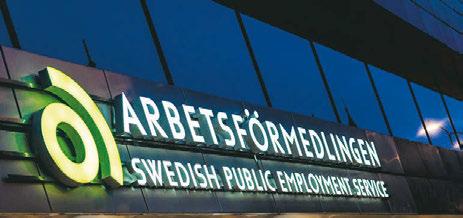 ARBETSFÖRMEDLINGEN
SWEDISH PUBLIC EMPLOYMENT SERVICE